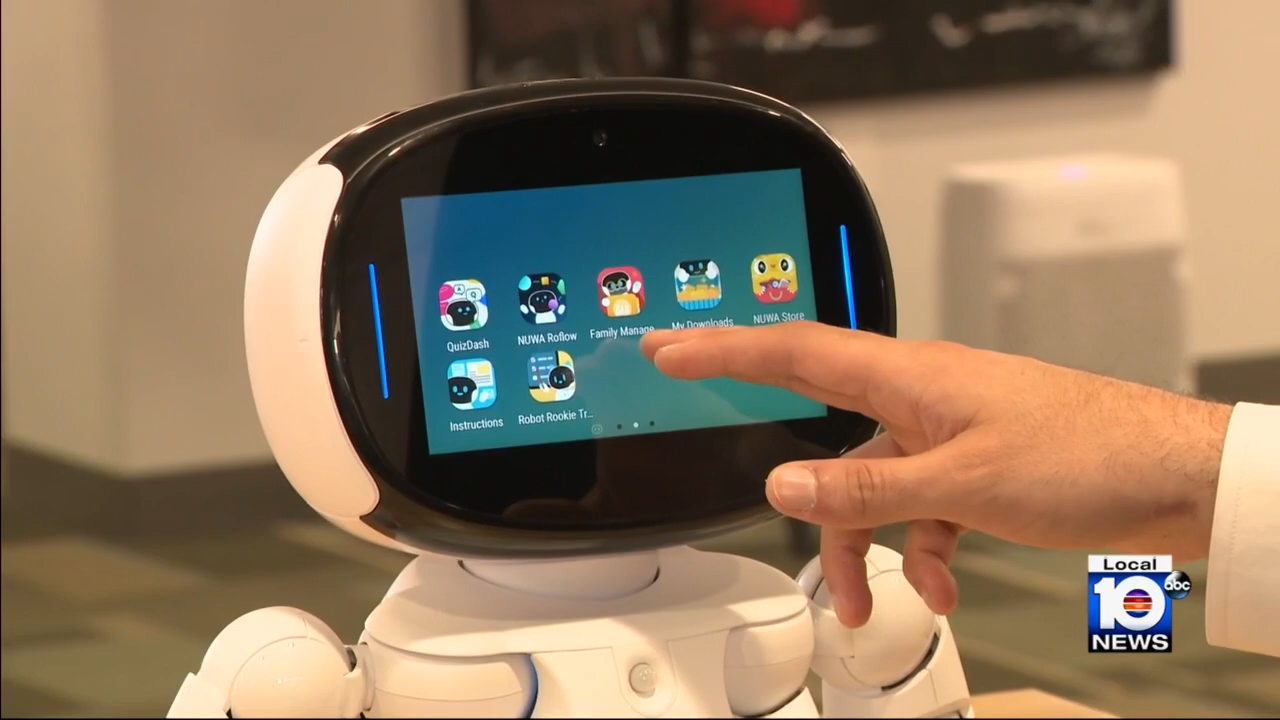 QuizDash
NUWA Roflow
Family Manage
My Downloads
NUWA Store
Instructions
Robot Rookie Tr...
Local
10
abc
NEWS